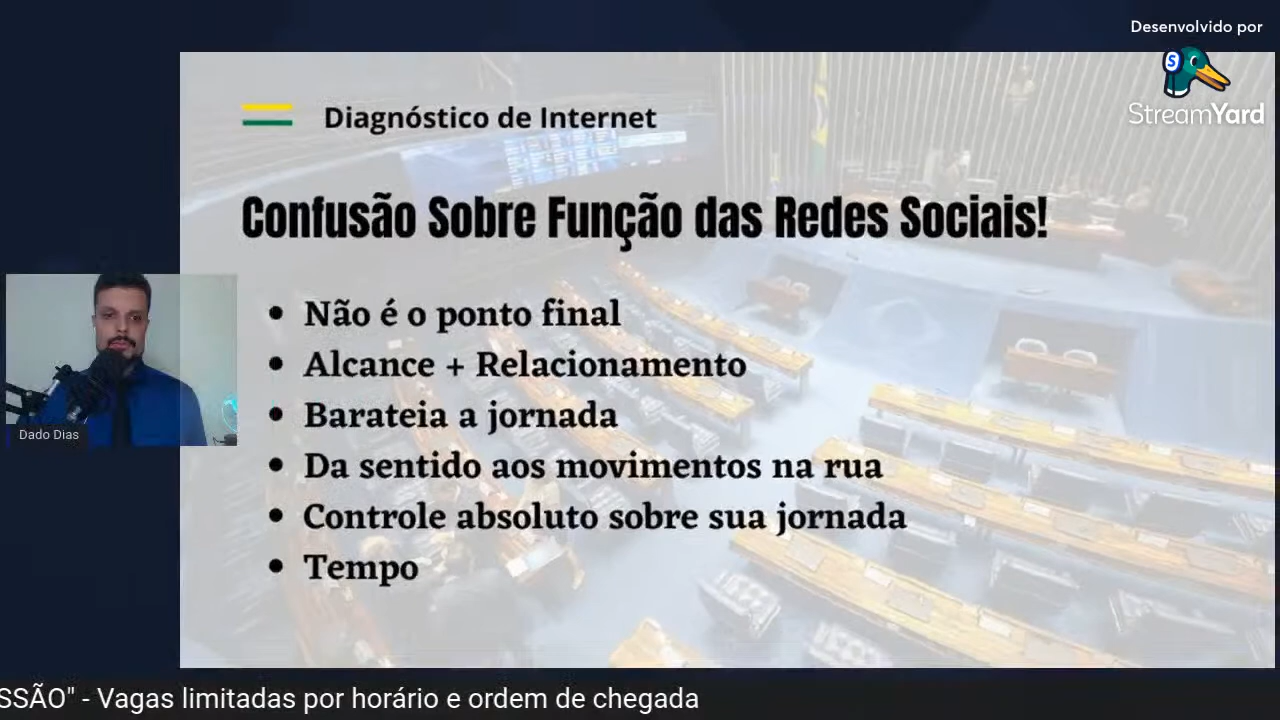 Desenvolvido por
StreamYard
Diagnóstico de Internet
Confusão Sobre Função das Redes Sociais!
Não é o ponto final
Alcance + Relacionamento
Barateia a jornada
Da sentido aos movimentos na rua
Controle absoluto sobre sua jornada
Tempo
Dado Dias
SSÃO" - Vagas limitadas por horário e ordem de chegada